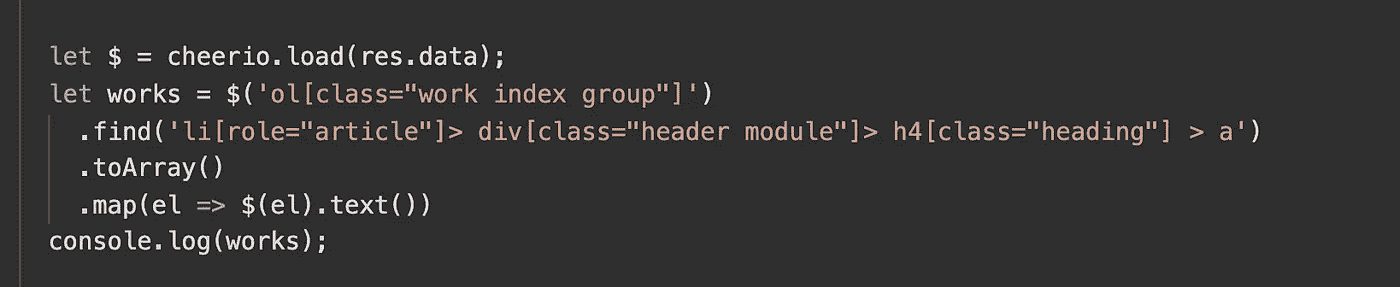 let $ = cheerio.load(res.data);
let works = $('ol[class="work index group"]')
  .find('li[role="article"]> div[class="header module"]> h4[class="heading"] > a')
  .toArray()
  .map(el => $(el).text())
console.log(works);